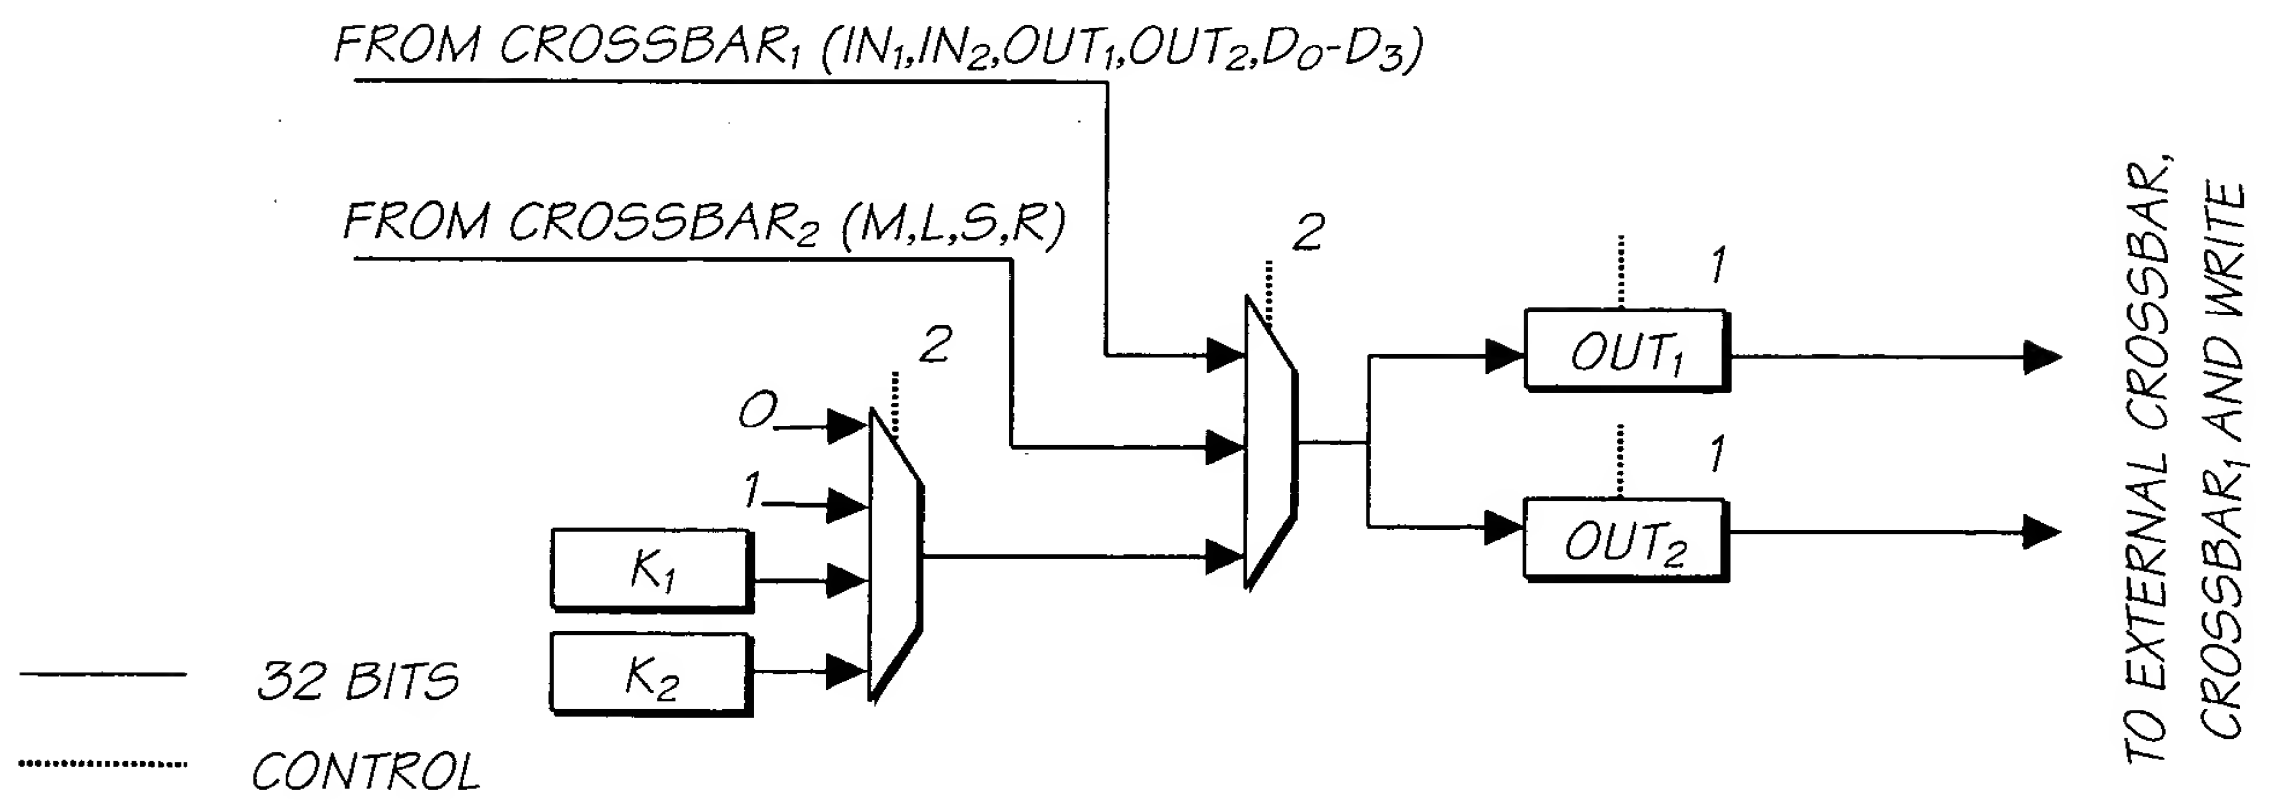 FROM CROSSBAR₁ (IN₁,IN₂,OUT₁,OUT₂,D₀-D₃)
FROM CROSSBAR₂ (M,L,S,R)
2
2
1
OUT₁
0
1
1
OUT₂
K₁
K₂
32 BITS
CONTROL
TO EXTERNAL CROSSBAR,
CROSSBAR₁ AND WRITE